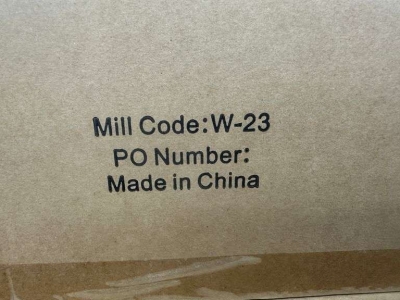 Mill Code:W-23
PO Number:
Made in China